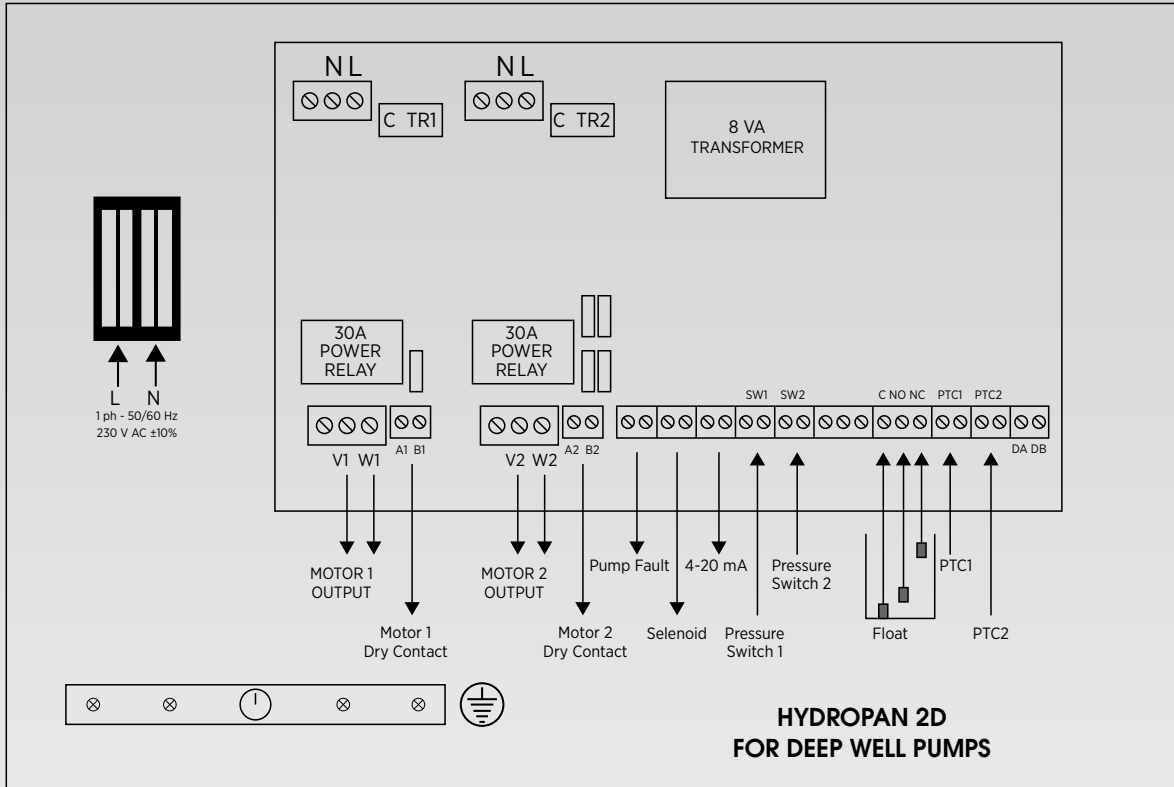 N L
N L
C TR1
C TR2
8 VA
TRANSFORMER
L N
1 ph - 50/60 Hz
230 V AC ±10%
30A
POWER
RELAY
30A
POWER
RELAY
SW1 SW2 C NO NC PTC1 PTC2
V1 W1
A1 B1
V2 W2
A2 B2
DA DB
MOTOR 1
OUTPUT
Motor 1
Dry Contact
MOTOR 2
OUTPUT
Motor 2
Dry Contact
Pump Fault
Selenoid
4-20 mA
Pressure
Switch 1
Pressure
Switch 2
Float
PTC1
PTC2
HYDROPAN 2D
FOR DEEP WELL PUMPS